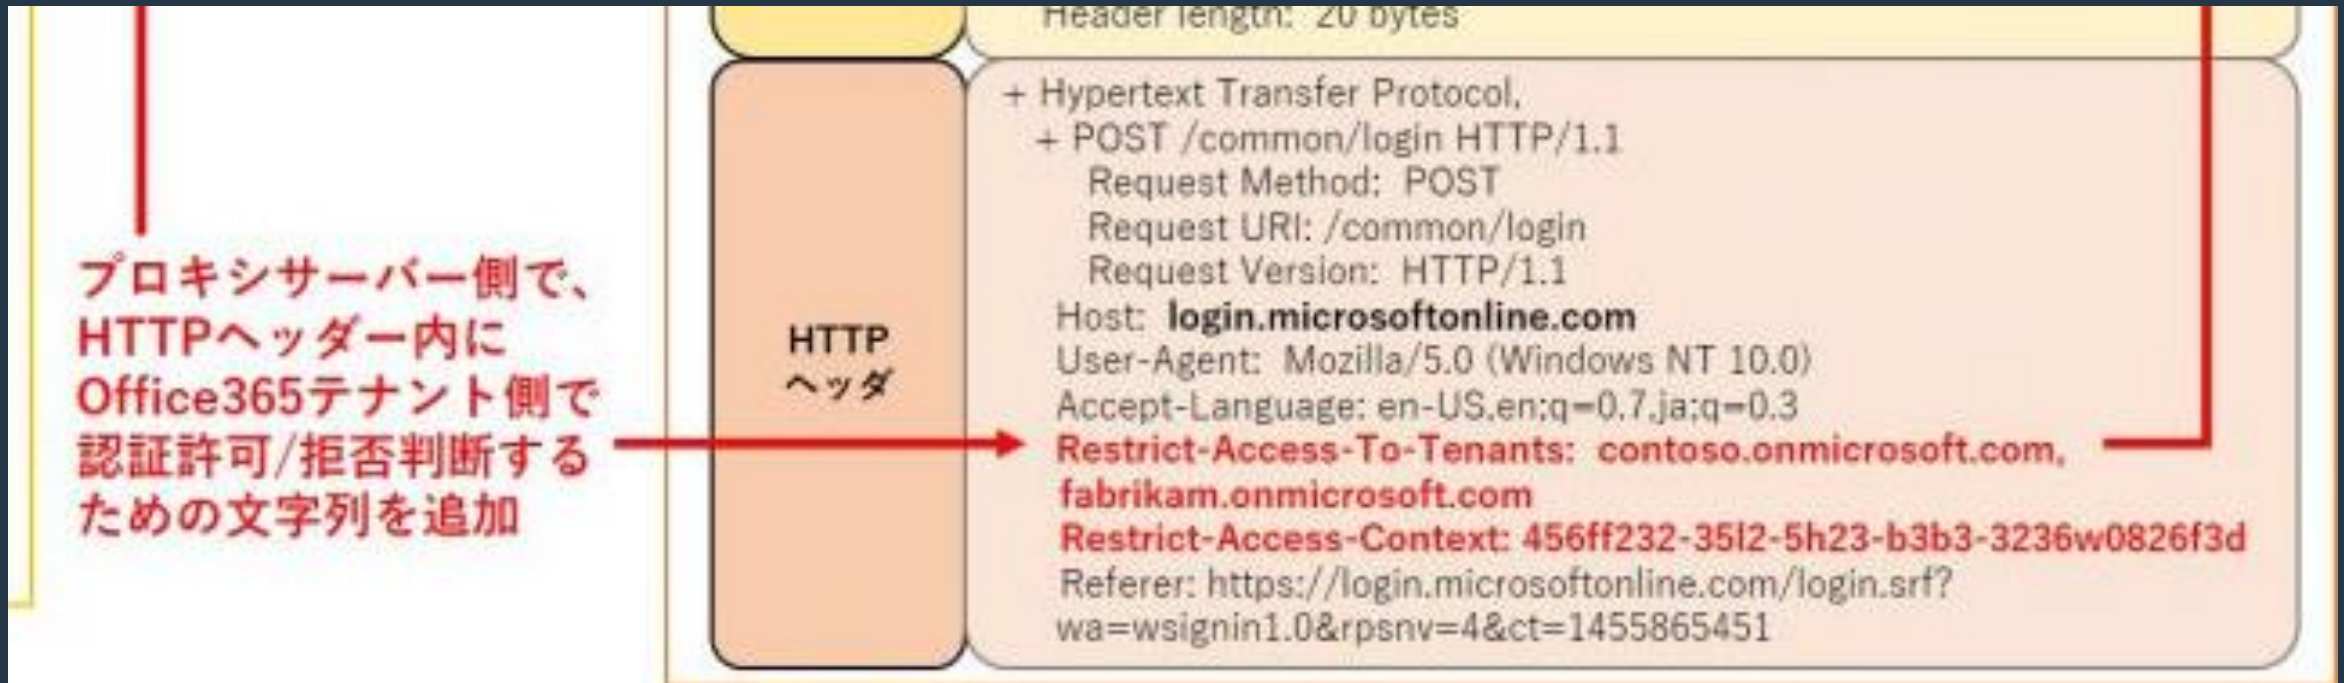 Header length: 20 bytes
プロキシサーバー側で、
HTTPヘッダー内に
Office365テナント側で
認証許可/拒否判断する
ための文字列を追加
HTTP
ヘッダ
+ Hypertext Transfer Protocol,
+ POST /common/login HTTP/1.1
Request Method: POST
Request URI: /common/login
Request Version: HTTP/1.1
Host: login.microsoftonline.com
User-Agent: Mozilla/5.0 (Windows NT 10.0)
Accept-Language: en-US,en;q=0.7,ja;q=0.3
Restrict-Access-To-Tenants: contoso.onmicrosoft.com,
fabrikam.onmicrosoft.com
Restrict-Access-Context: 456ff232-35l2-5h23-b3b3-3236w0826f3d
Referer: https://login.microsoftonline.com/login.srf?
wa=wsignin1.0&rpsnv=4&ct=1455865451